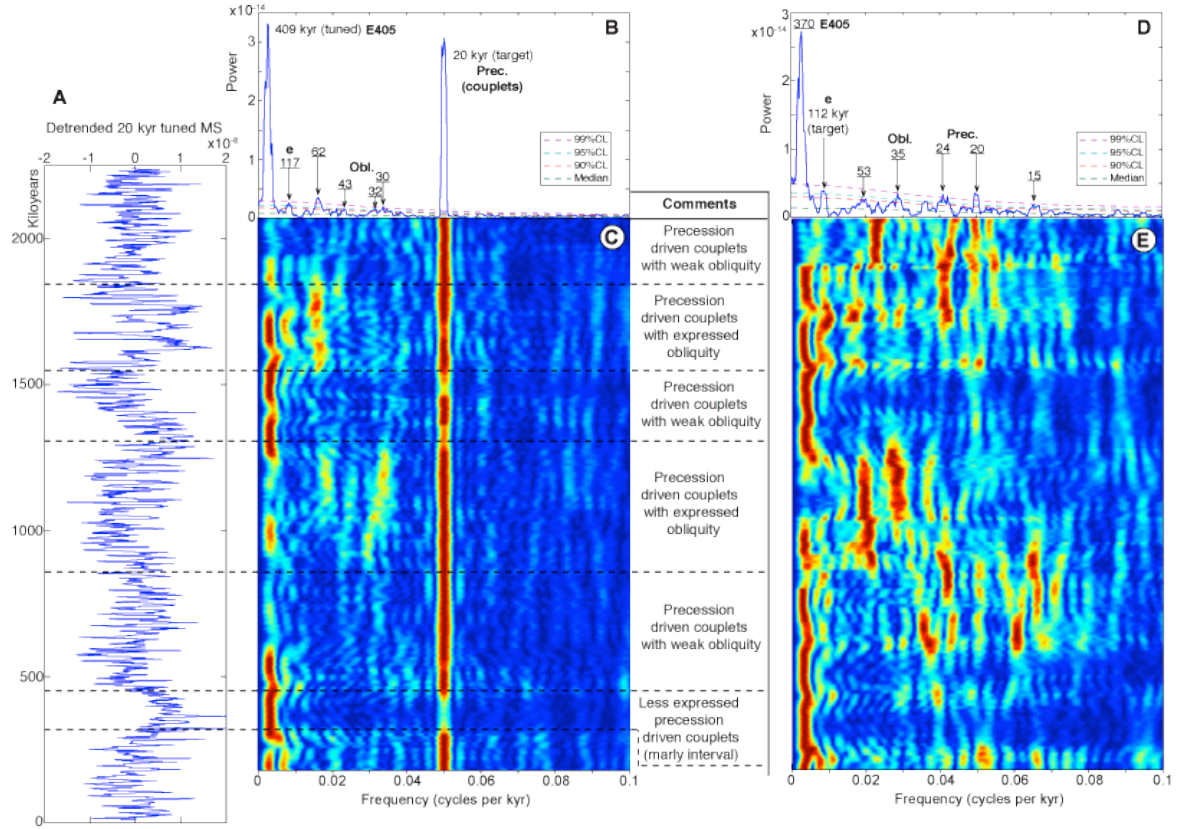 A
Detrended 20 kyr tuned MS
x10⁻⁸
-2 -1 0 1 2
Kiloyears
2000
1500
1000
500
0
x10⁻¹⁴
B
3
2
1
0
Power
409 kyr (tuned) E405
20 kyr (target)
Prec.
(couplets)
e
117
62
Obl.
43
32
30
99%CL
95%CL
90%CL
Median
C
0 0.02 0.04 0.06 0.08 0.1
Frequency (cycles per kyr)
Comments
Precession
driven couplets
with weak obliquity
Precession
driven couplets
with expressed
obliquity
Precession
driven couplets
with weak obliquity
Precession
driven couplets
with expressed
obliquity
Precession
driven couplets
with weak obliquity
Less expressed
precession
driven couplets
(marly interval)
3
x10⁻¹⁴
D
2
1
0
Power
370 E405
e
112 kyr
(target)
53
Obl.
35
Prec.
24
20
15
99%CL
95%CL
90%CL
Median
E
0 0.02 0.04 0.06 0.08 0.1
Frequency (cycles per kyr)